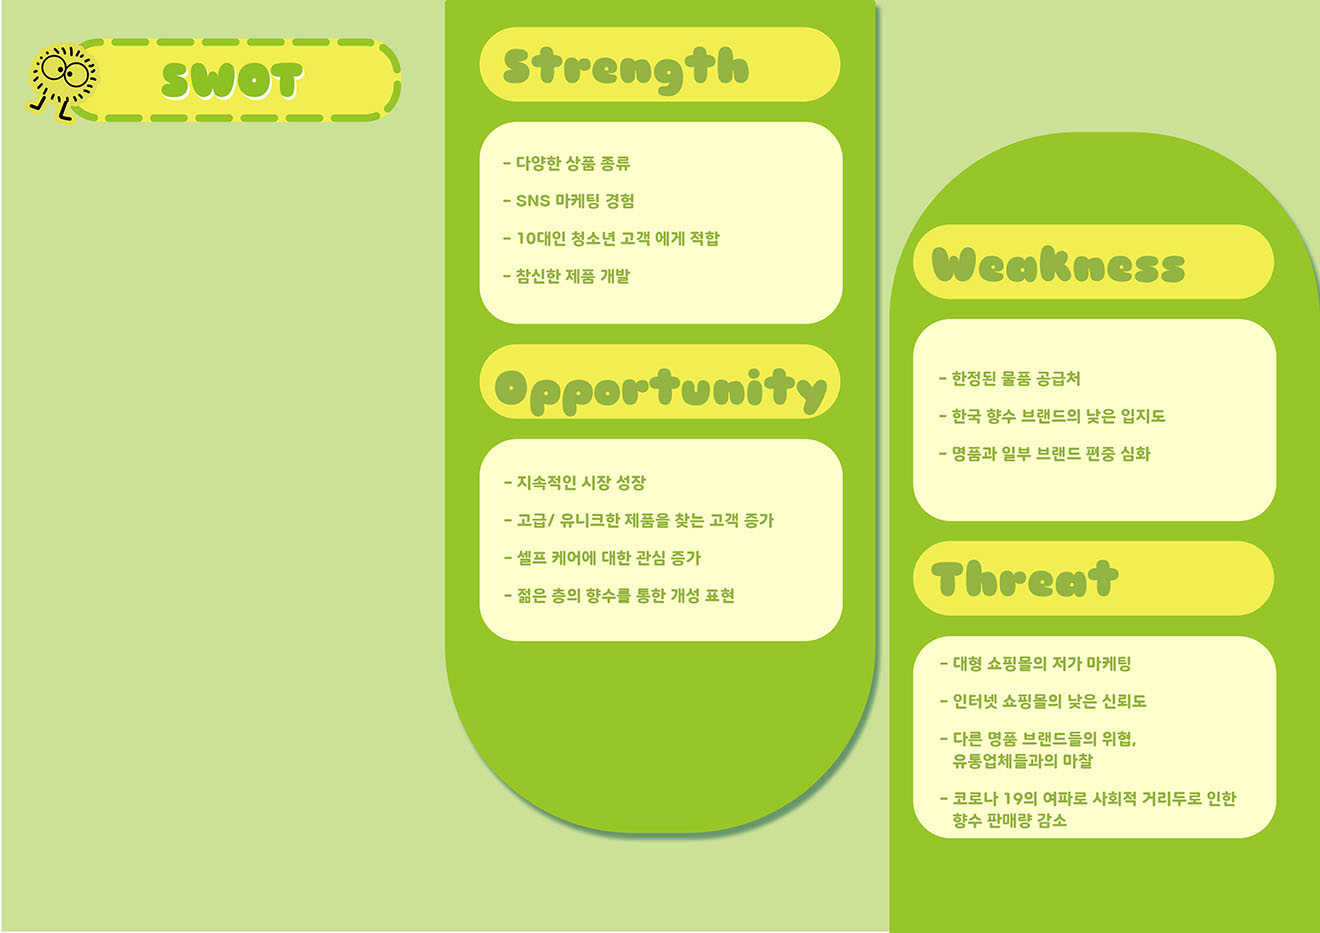 SWOT
Strength
- 다양한 상품 종류
- SNS 마케팅 경험
- 10대인 청소년 고객 에게 적합
- 참신한 제품 개발
Opportunity
- 지속적인 시장 성장
- 고급/ 유니크한 제품을 찾는 고객 증가
- 셀프 케어에 대한 관심 증가
- 젊은 층의 향수를 통한 개성 표현
Weakness
- 한정된 물품 공급처
- 한국 향수 브랜드의 낮은 입지도
- 명품과 일부 브랜드 편중 심화
Threat
- 대형 쇼핑몰의 저가 마케팅
- 인터넷 쇼핑몰의 낮은 신뢰도
- 다른 명품 브랜드들의 위협,
유통업체들과의 마찰
- 코로나 19의 여파로 사회적 거리두로 인한
향수 판매량 감소